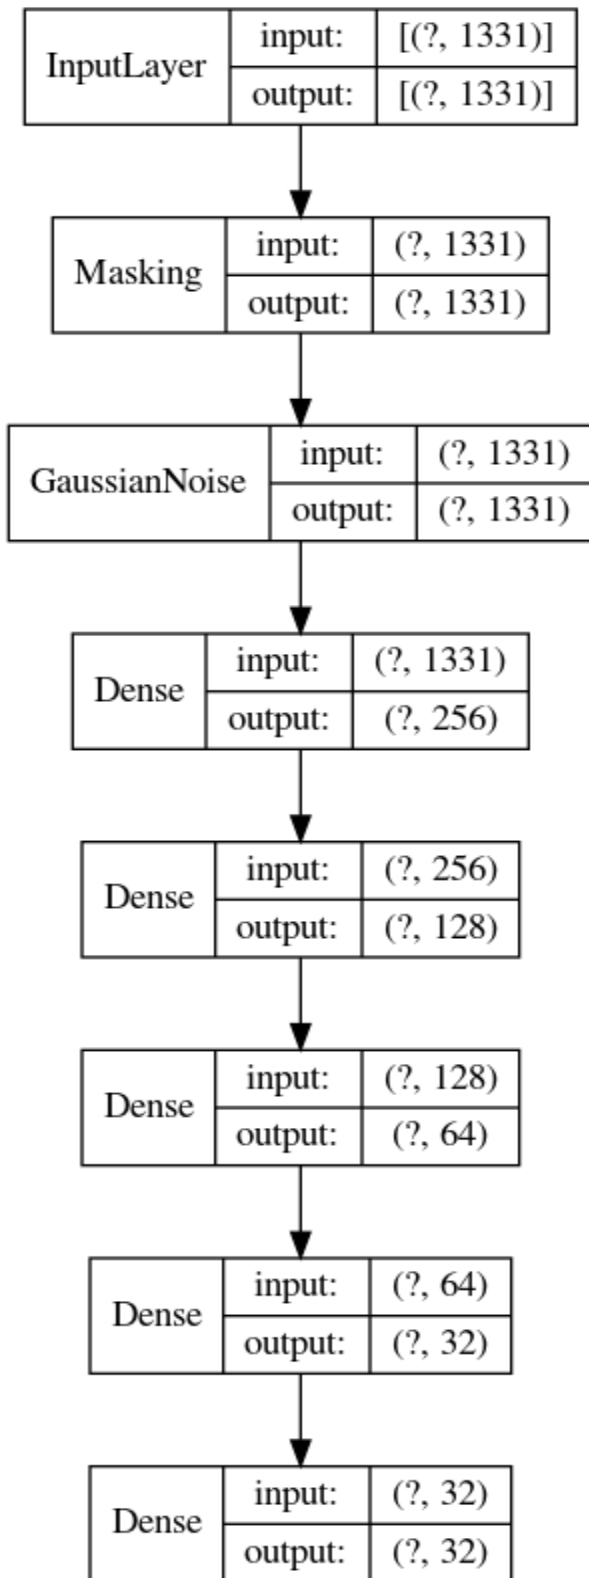 InputLayer
input: [(?, 1331)]
output: [(?, 1331)]
Masking
input: (?, 1331)
output: (?, 1331)
GaussianNoise
input: (?, 1331)
output: (?, 1331)
Dense
input: (?, 1331)
output: (?, 256)
Dense
input: (?, 256)
output: (?, 128)
Dense
input: (?, 128)
output: (?, 64)
Dense
input: (?, 64)
output: (?, 32)
Dense
input: (?, 32)
output: (?, 32)